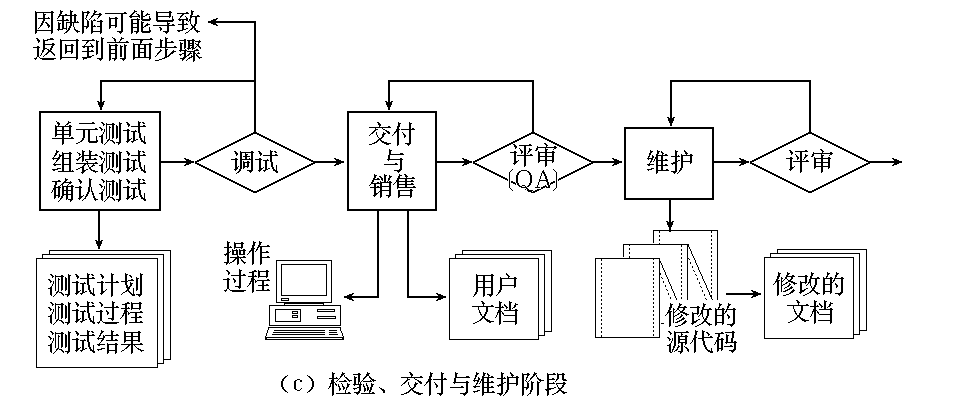 因缺陷可能导致
返回到前面步骤
单元测试
组装测试
确认测试
调试
交付
与
销售
评审
(QA)
维护
评审
测试计划
测试过程
测试结果
操作
过程
用户
文档
修改的
源代码
修改的
文档
（c）检验、交付与维护阶段